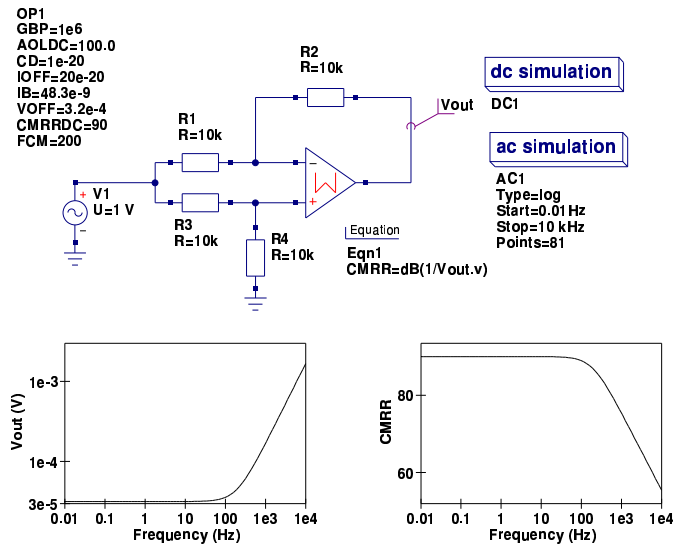 OP1
GBP=1e6
AOLDC=100.0
CD=1e-20
IOFF=20e-20
IB=48.3e-9
VOFF=3.2e-4
CMRRDC=90
FCM=200
R2
R=10k
dc simulation
DC1
Vout
R1
R=10k
ac simulation
AC1
Type=log
Start=0.01 Hz
Stop=10 kHz
Points=81
+
V1
U=1 V
−
−
+
R3
R=10k
R4
R=10k
Equation
Eqn1
CMRR=dB(1/Vout.v)
Vout (V)
1e-3
1e-4
3e-5
0.01 0.1 1 10 100 1e3 1e4
Frequency (Hz)
CMRR
80
60
0.01 0.1 1 10 100 1e3 1e4
Frequency (Hz)